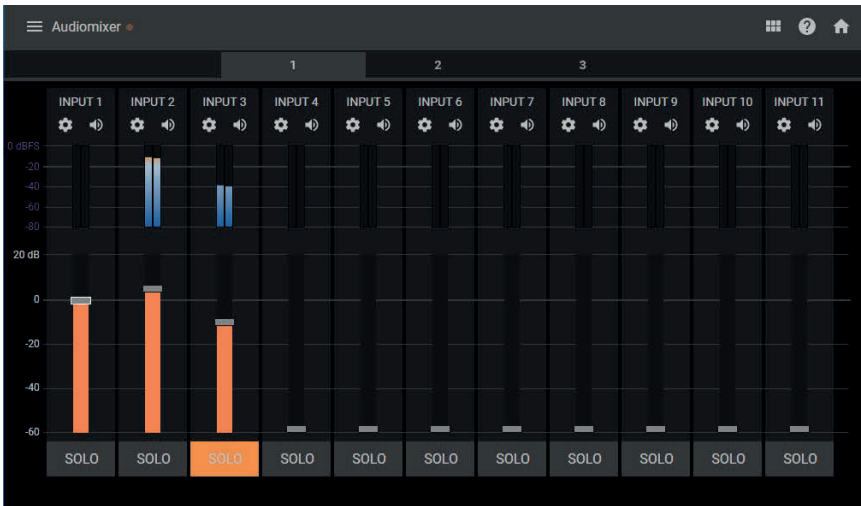 Audiomixer
1 2 3
INPUT 1 INPUT 2 INPUT 3 INPUT 4 INPUT 5 INPUT 6 INPUT 7 INPUT 8 INPUT 9 INPUT 10 INPUT 11
0 dBFS
-20
-40
-60
-80
20 dB
0
-20
-40
-60
SOLO SOLO SOLO SOLO SOLO SOLO SOLO SOLO SOLO SOLO SOLO